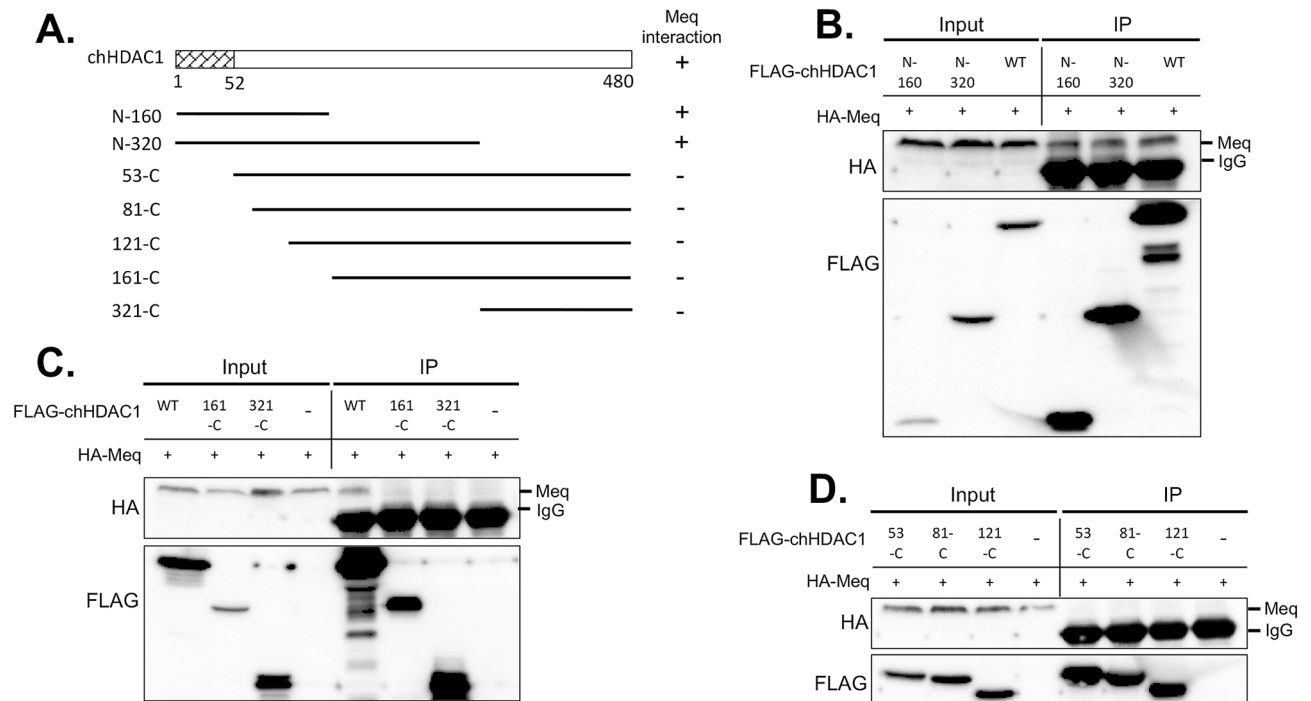 A.
Meq
interaction
chHDAC1 +
1 52 480
N-160 +
N-320 +
53-C -
81-C -
121-C -
161-C -
321-C -
B.
Input IP
FLAG-chHDAC1 N-160 N-320 WT N-160 N-320 WT
HA-Meq + + + + + +
HA Meq
IgG
FLAG
C.
Input IP
FLAG-chHDAC1 WT 161-C 321-C – WT 161-C 321-C –
HA-Meq + + + + + + + +
HA Meq
IgG
FLAG
D.
Input IP
FLAG-chHDAC1 53-C 81-C 121-C – 53-C 81-C 121-C –
HA-Meq + + + + + + + +
HA Meq
IgG
FLAG